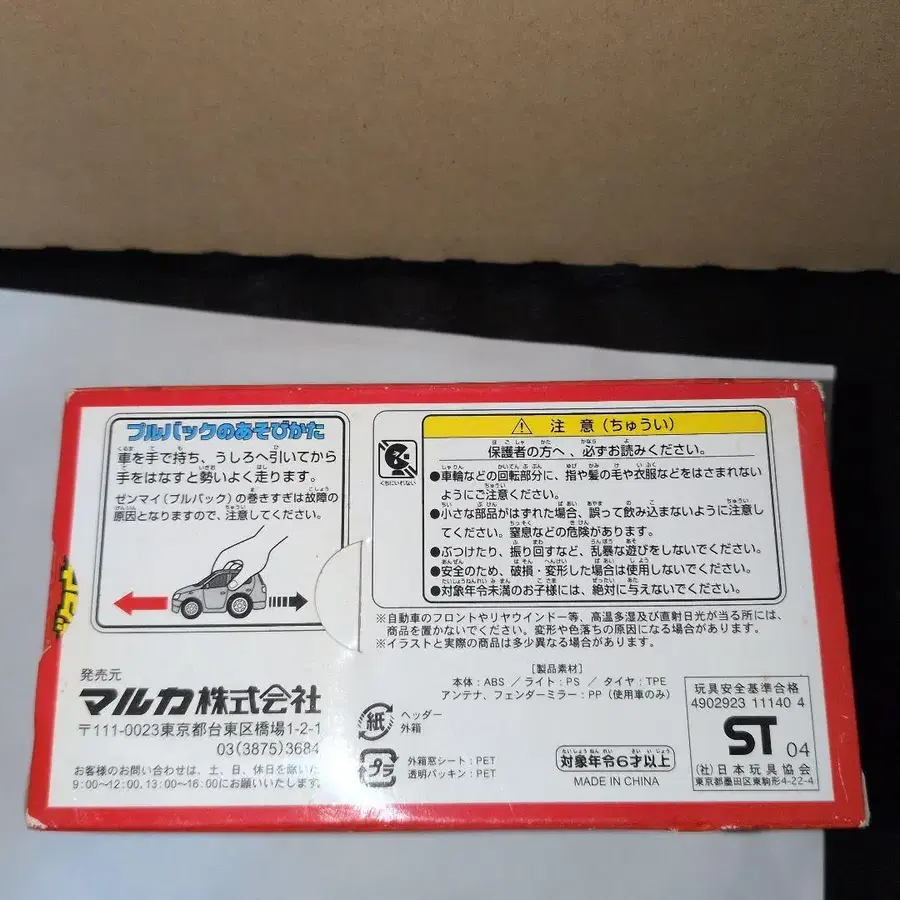 プルバックのあそびかた
車を手で持ち、うしろへ引いてから
手をはなすと勢いよく走ります。
ゼンマイ(プルバック)の巻きすぎは故障の
原因となりますので、注意してください。
くちにいれない
注 意(ちゅうい)
保護者の方へ、必ずお読みください。
●車輪などの回転部分に、指や髪の毛や衣服などをはさまれない
ようにご注意ください。
●小さな部品がはずれた場合、誤って飲み込まないように注意し
てください。窒息などの危険があります。
●ぶつけたり、振り回すなど、乱暴な遊びをしないでください。
●安全のため、破損・変形した場合は使用しないでください。
●対象年令未満のお子様には、絶対に与えないでください。
※自動車のフロントやリヤウインドー等、高温多湿及び直射日光が当る所には、
商品を置かないでください。変形や色落ちの原因になる場合があります。
※イラストと実際の商品は多少異なる場合があります。
発売元
マルカ株式会社
〒111-0023東京都台東区橋場1-2-1
03(3875)3684
お客様のお問い合わせは、土、日、休日を除いた
9:00~12:00、13:00~16:00にお願いいたします。
[製品素材]
本体:ABS /ライト:PS /タイヤ:TPE
アンテナ、フェンダーミラー:PP(使用車のみ)
紙
ヘッダー
外箱
プラ
外箱窓シート:PET
透明パッキン:PET
対象年令6才以上
MADE IN CHINA
玩具安全基準合格
4902923 11140 4
ST 04
(社)日本玩具協会
東京都墨田区東駒形4-22-4